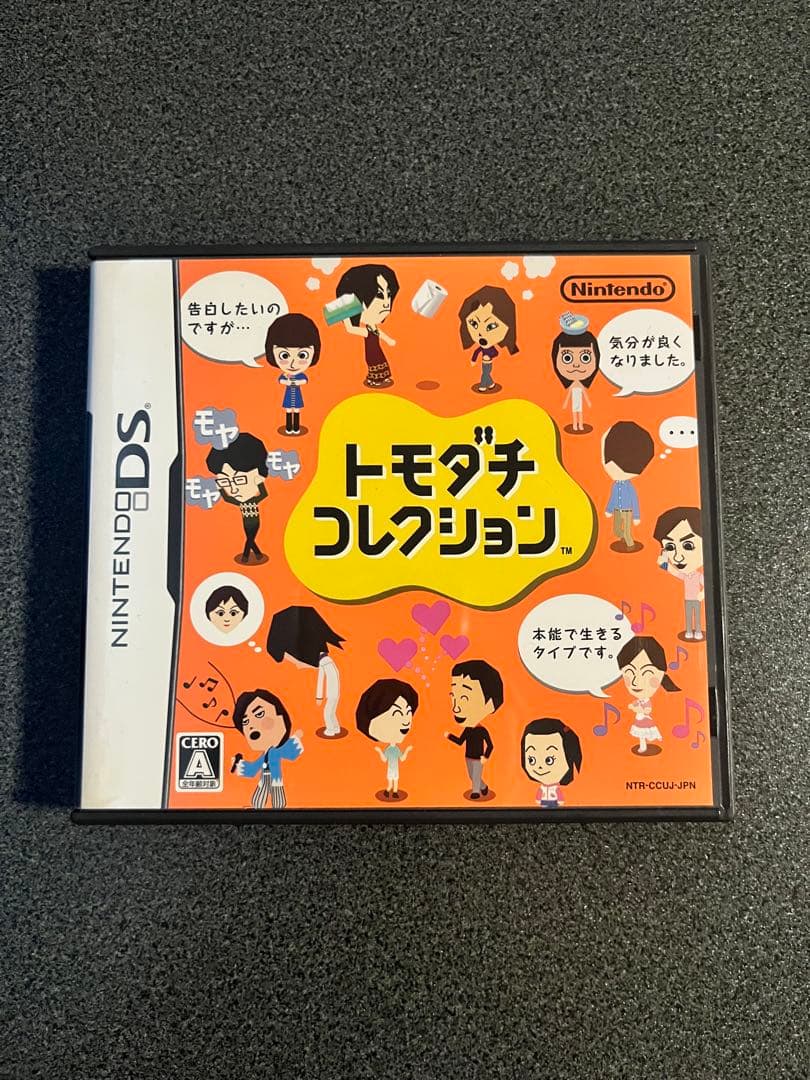 NINTENDO DS®
告白したいの
ですが…
Nintendo®
気分が良く
なりました。
モヤ
モヤ
モヤ
…
トモダチ
コレクション™
本能で生きる
タイプです。
CERO
A
全年齢対象
NTR-CCUJ-JPN